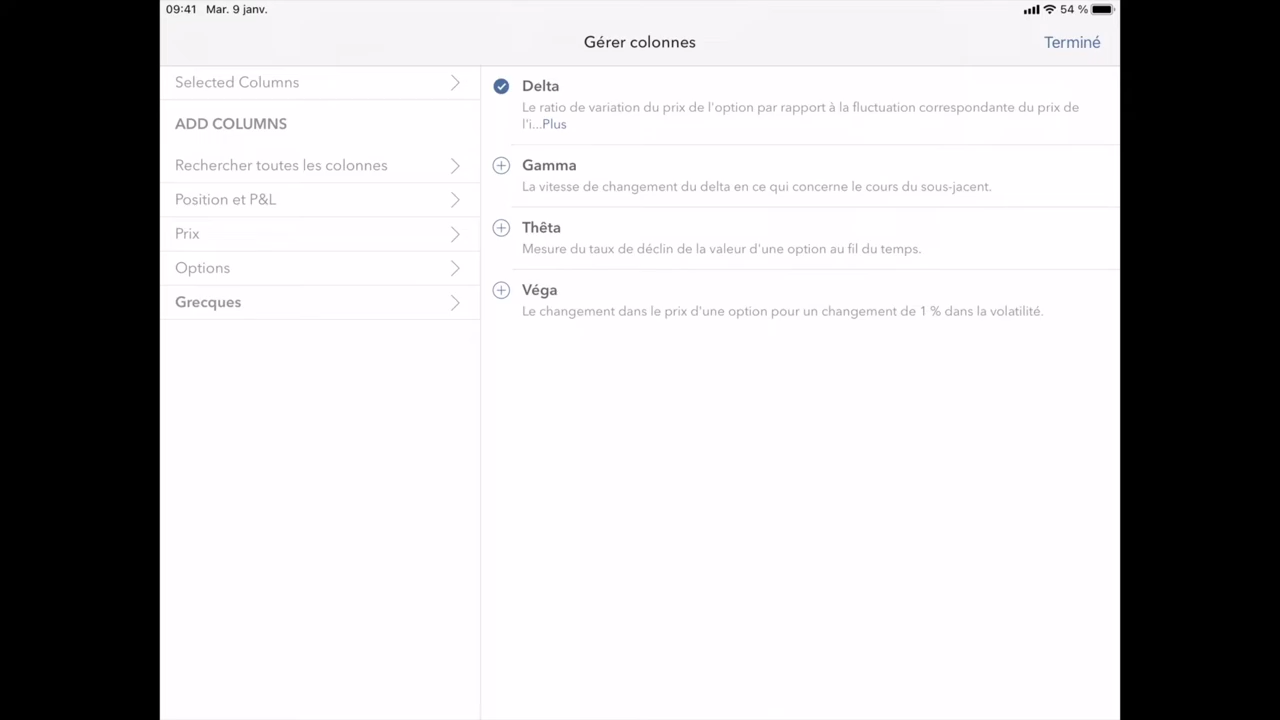 09:41 Mar. 9 janv.
54 %
Gérer colonnes
Terminé
Selected Columns
ADD COLUMNS
Rechercher toutes les colonnes
Position et P&L
Prix
Options
Grecques
Delta
Le ratio de variation du prix de l'option par rapport à la fluctuation correspondante du prix de
l'i...Plus
Gamma
La vitesse de changement du delta en ce qui concerne le cours du sous-jacent.
Thêta
Mesure du taux de déclin de la valeur d'une option au fil du temps.
Véga
Le changement dans le prix d'une option pour un changement de 1 % dans la volatilité.